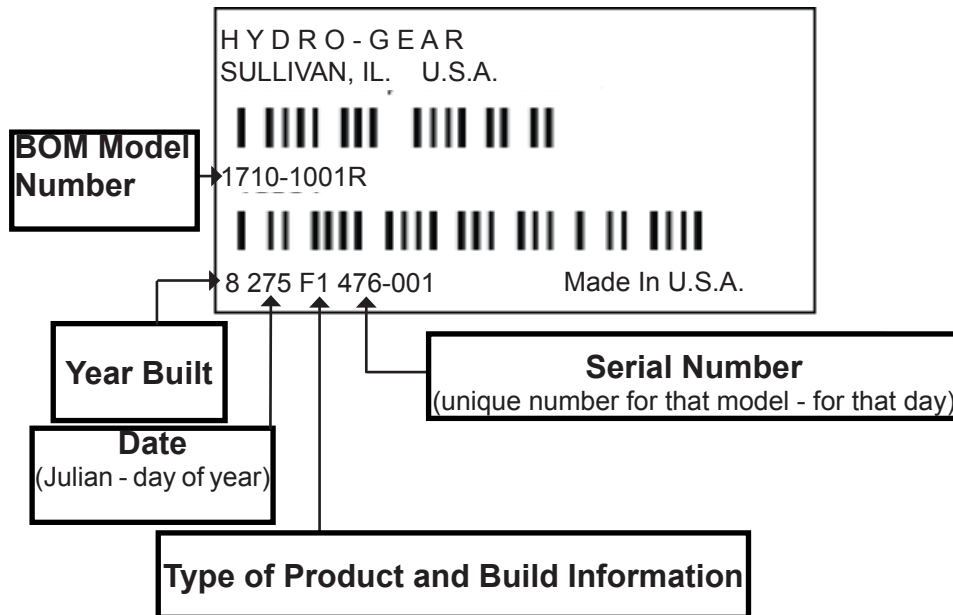 HYDRO-GEAR
SULLIVAN, IL. U.S.A.
BOM Model
Number
1710-1001R
8 275 F1 476-001 Made In U.S.A.
Year Built
Serial Number
(unique number for that model - for that day)
Date
(Julian - day of year)
Type of Product and Build Information